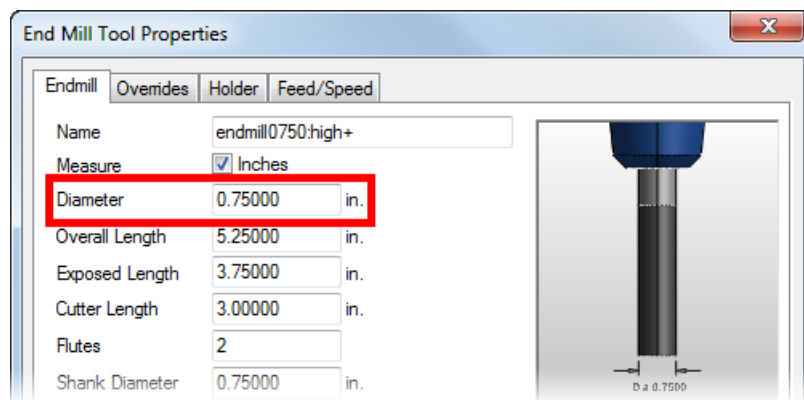 End Mill Tool Properties
Endmill Overrides Holder Feed/Speed
Name endmill0750:high+
Measure Inches
Diameter 0.75000 in.
Overall Length 5.25000 in.
Exposed Length 3.75000 in.
Cutter Length 3.00000 in.
Flutes 2
Shank Diameter 0.75000 in.
D a 0.7500